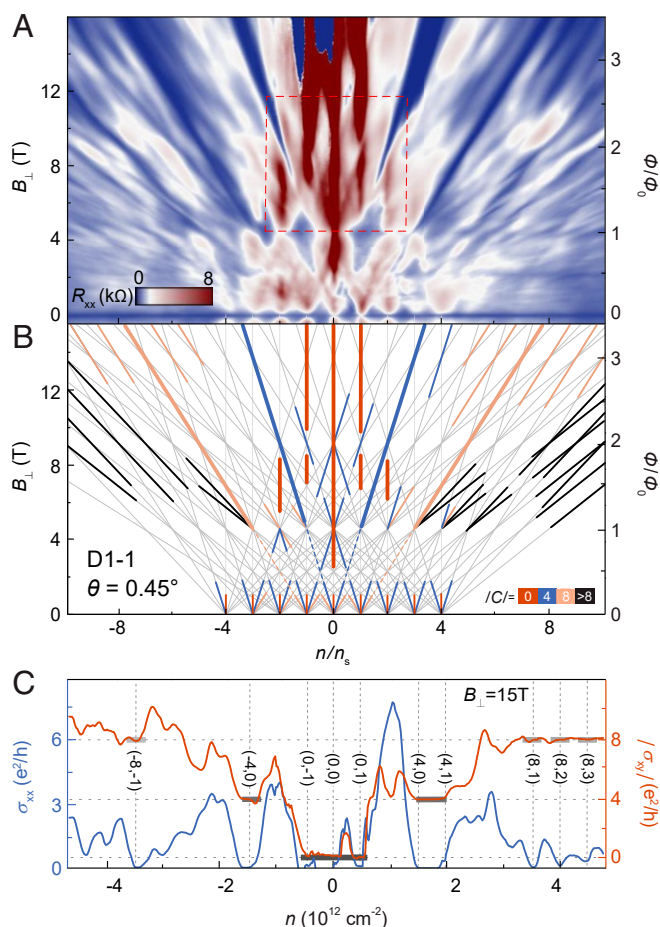 A
12
8
4
0
B⊥ (T)
3
2
1
0
Φ/Φ0
0 8
Rxx (kΩ)
B
12
8
4
0
B⊥ (T)
3
2
1
0
Φ/Φ0
D1-1
θ = 0.45°
/C/= 0 4 8 >8
-8 -4 0 4 8
n/ns
C
B⊥=15T
6
3
0
σxx (e²/h)
8
4
0
/σxy/ (e²/h)
(-8,-1)
(-4,0)
(0,-1)
(0,0)
(0,1)
(4,0)
(4,1)
(8,1)
(8,2)
(8,3)
-4 -2 0 2 4
n (10¹² cm⁻²)